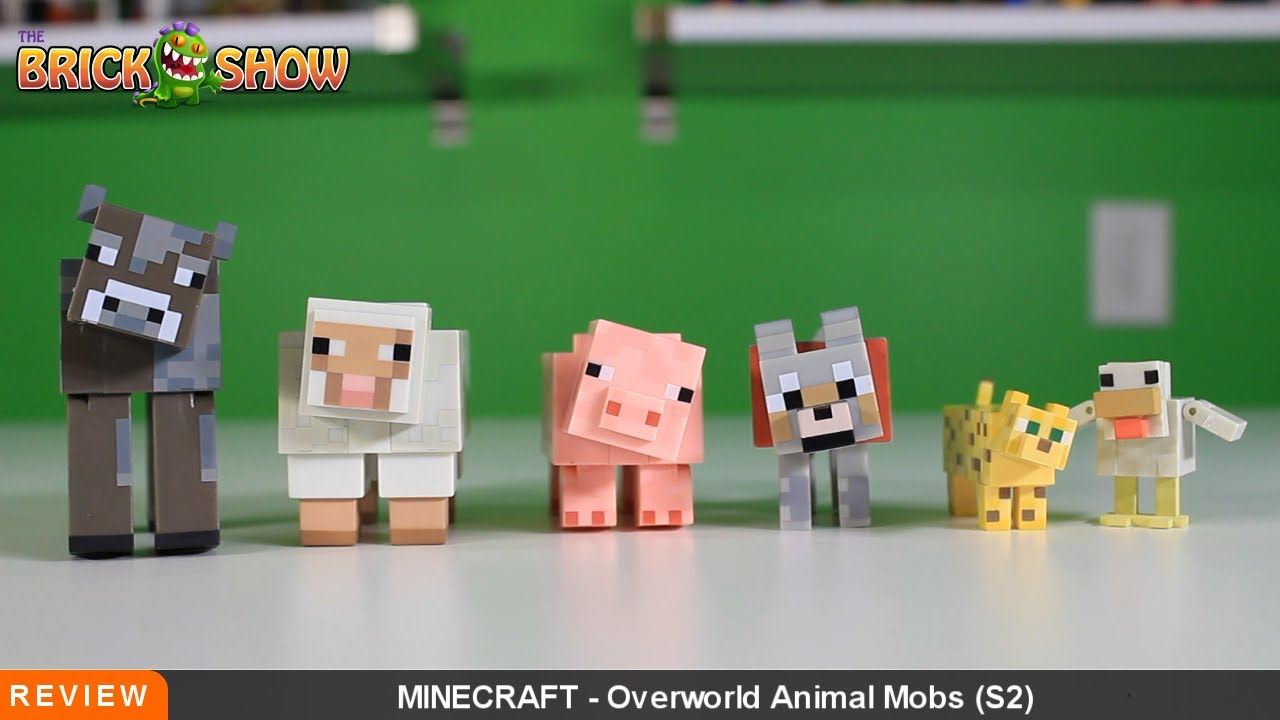 THE
BRICK SHOW
REVIEW
MINECRAFT - Overworld Animal Mobs (S2)